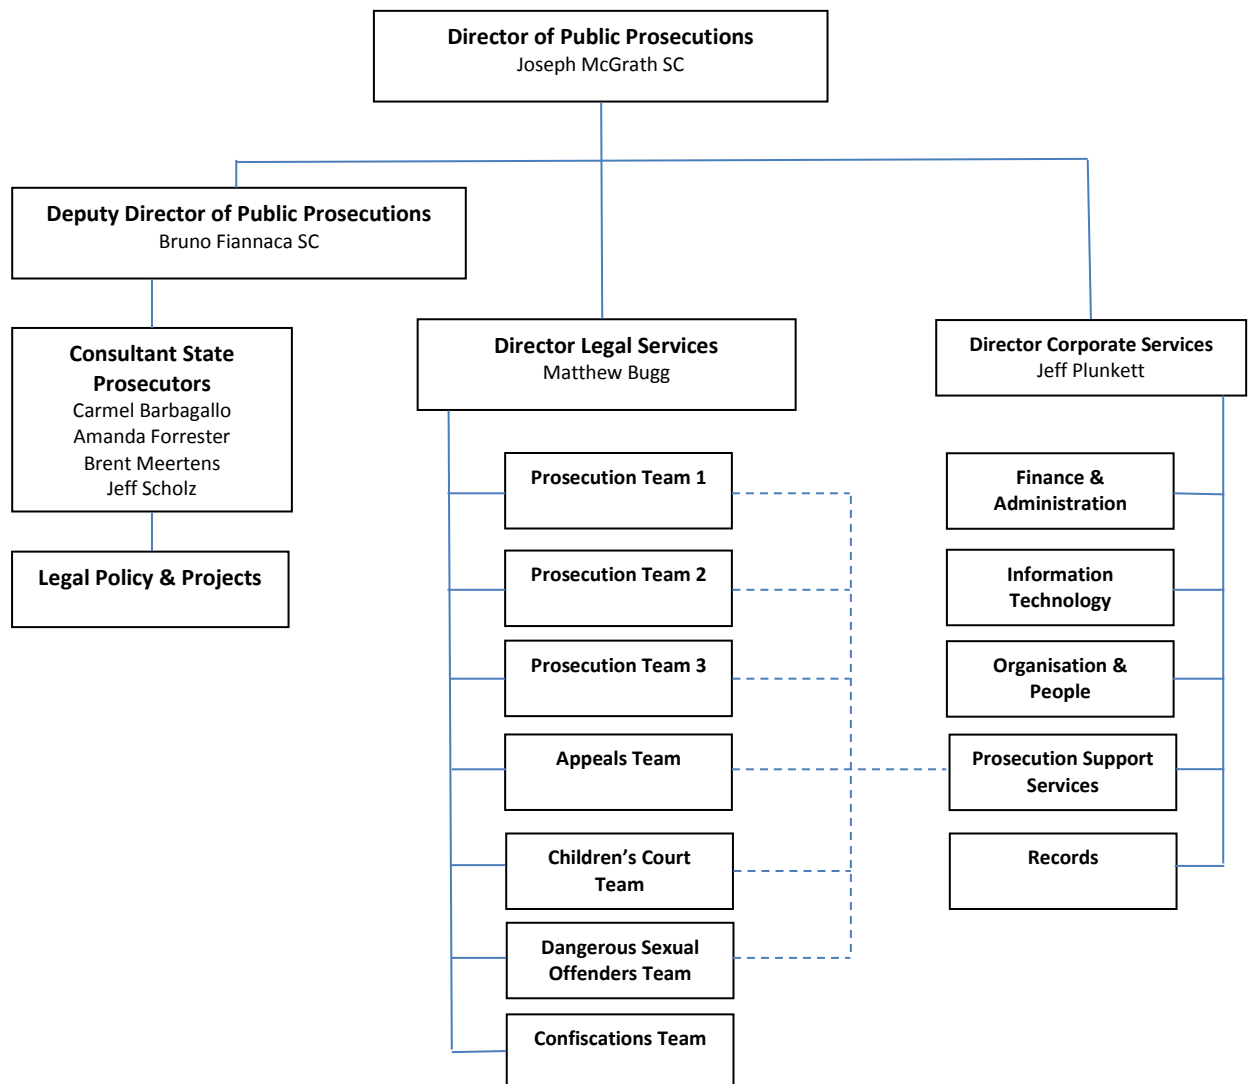 Director of Public Prosecutions
Joseph McGrath SC
Deputy Director of Public Prosecutions
Bruno Fiannaca SC
Consultant State
Prosecutors
Carmel Barbagallo
Amanda Forrester
Brent Meertens
Jeff Scholz
Legal Policy & Projects
Director Legal Services
Matthew Bugg
Prosecution Team 1
Prosecution Team 2
Prosecution Team 3
Appeals Team
Children’s Court
Team
Dangerous Sexual
Offenders Team
Confiscations Team
Director Corporate Services
Jeff Plunkett
Finance &
Administration
Information
Technology
Organisation &
People
Prosecution Support
Services
Records